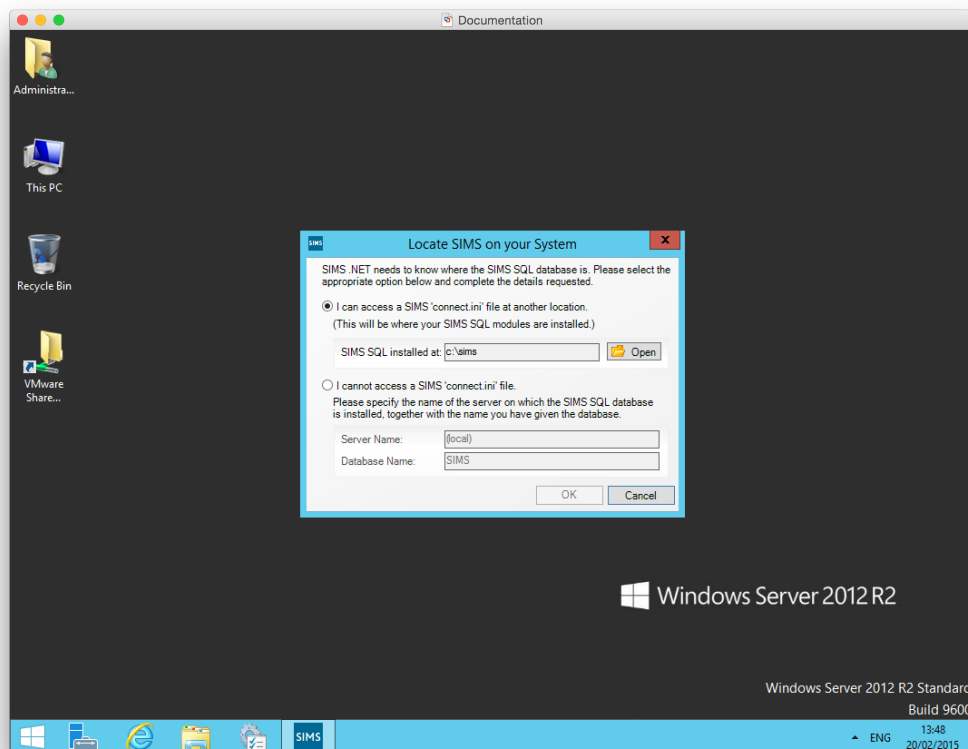 Documentation
Administra...
This PC
Recycle Bin
VMware
Share...
SIMS
Locate SIMS on your System
x
SIMS .NET needs to know where the SIMS SQL database is. Please select the
appropriate option below and complete the details requested.
I can access a SIMS 'connect.ini' file at another location.
(This will be where your SIMS SQL modules are installed.)
SIMS SQL installed at: c:\sims Open
I cannot access a SIMS 'connect.ini' file.
Please specify the name of the server on which the SIMS SQL database
is installed, together with the name you have given the database.
Server Name: (local)
Database Name: SIMS
OK Cancel
Windows Server 2012 R2
Windows Server 2012 R2 Standard
Build 9600
SIMS
ENG
13:48
20/02/2015